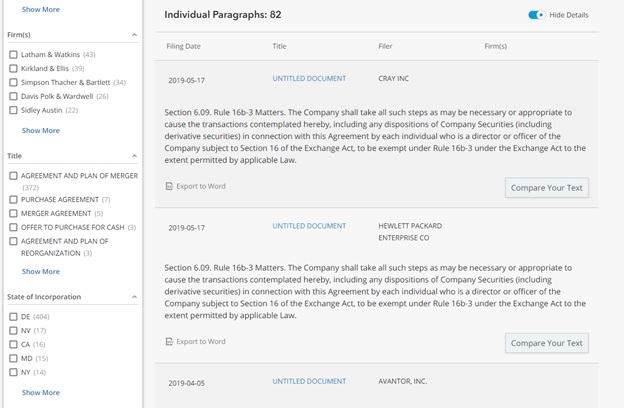 Show More
Firm(s)
Latham & Watkins (43)
Kirkland & Ellis (39)
Simpson Thacher & Bartlett (34)
Davis Polk & Wardwell (26)
Sidley Austin (22)
Show More
Title
AGREEMENT AND PLAN OF MERGER
(372)
PURCHASE AGREEMENT (7)
MERGER AGREEMENT (5)
OFFER TO PURCHASE FOR CASH (3)
AGREEMENT AND PLAN OF
REORGANIZATION (3)
Show More
State of Incorporation
DE (404)
NV (17)
CA (16)
MD (15)
NY (14)
Show More
Individual Paragraphs: 82
Hide Details
Filing Date Title Filer Firm(s)
2019-05-17 UNTITLED DOCUMENT CRAY INC
Section 6.09. Rule 16b-3 Matters. The Company shall take all such steps as may be necessary or appropriate to
cause the transactions contemplated hereby, including any dispositions of Company Securities (including
derivative securities) in connection with this Agreement by each individual who is a director or officer of the
Company subject to Section 16 of the Exchange Act, to be exempt under Rule 16b-3 under the Exchange Act to the
extent permitted by applicable Law.
Export to Word Compare Your Text
2019-05-17 UNTITLED DOCUMENT HEWLETT PACKARD
ENTERPRISE CO
Section 6.09. Rule 16b-3 Matters. The Company shall take all such steps as may be necessary or appropriate to
cause the transactions contemplated hereby, including any dispositions of Company Securities (including
derivative securities) in connection with this Agreement by each individual who is a director or officer of the
Company subject to Section 16 of the Exchange Act, to be exempt under Rule 16b-3 under the Exchange Act to the
extent permitted by applicable Law.
Export to Word Compare Your Text
2019-04-05 UNTITLED DOCUMENT AVANTOR, INC.